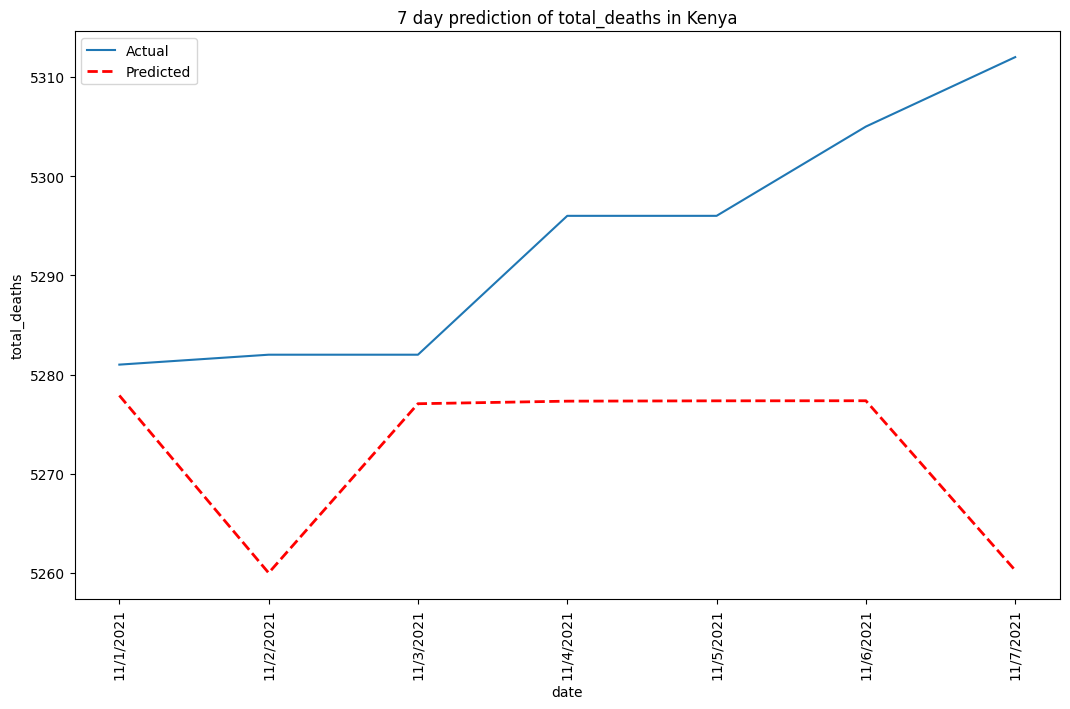 7 day prediction of total_deaths in Kenya
Actual
Predicted
total_deaths
5310
5300
5290
5280
5270
5260
11/1/2021
11/2/2021
11/3/2021
11/4/2021
11/5/2021
11/6/2021
11/7/2021
date